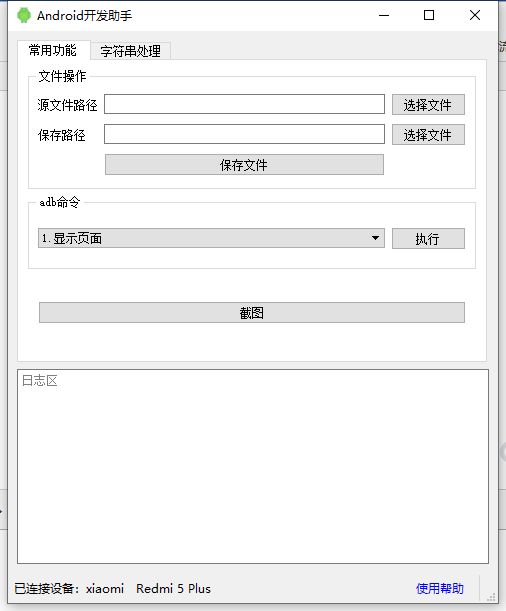 Android开发助手
常用功能 字符串处理
文件操作
源文件路径 选择文件
保存路径 选择文件
保存文件
adb命令
1.显示页面 执行
截图
日志区
已连接设备：xiaomi Redmi 5 Plus 使用帮助